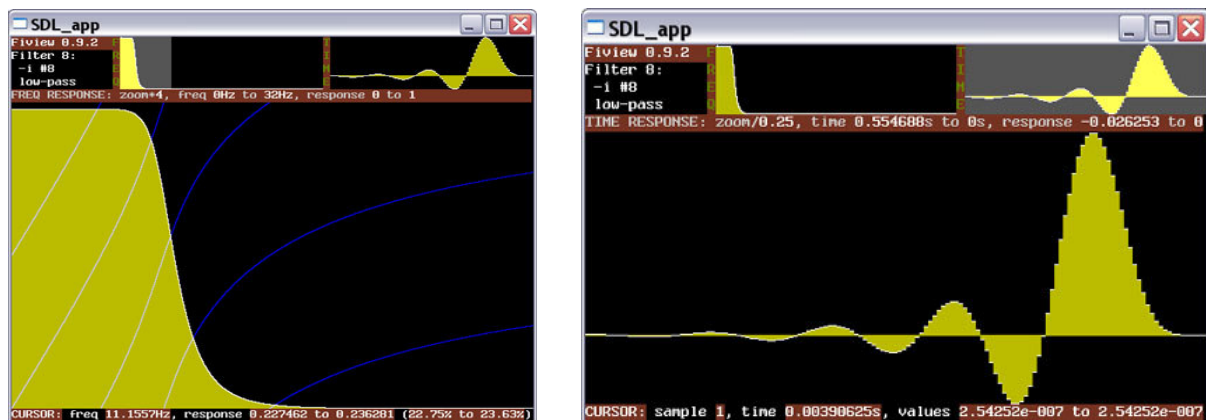 SDL_app
Fiview 0.9.2
Filter 8:
-i #8
low-pass
FREQ
TIME
FREQ RESPONSE: zoom*4, freq 0Hz to 32Hz, response 0 to 1
CURSOR: freq 11.1557Hz, response 0.227462 to 0.236281 (22.75% to 23.63%)
SDL_app
Fiview 0.9.2
Filter 8:
-i #8
low-pass
FREQ
TIME
TIME RESPONSE: zoom/0.25, time 0.554688s to 0s, response -0.026253 to 0
CURSOR: sample 1, time 0.00390625s, values 2.54252e-007 to 2.54252e-007